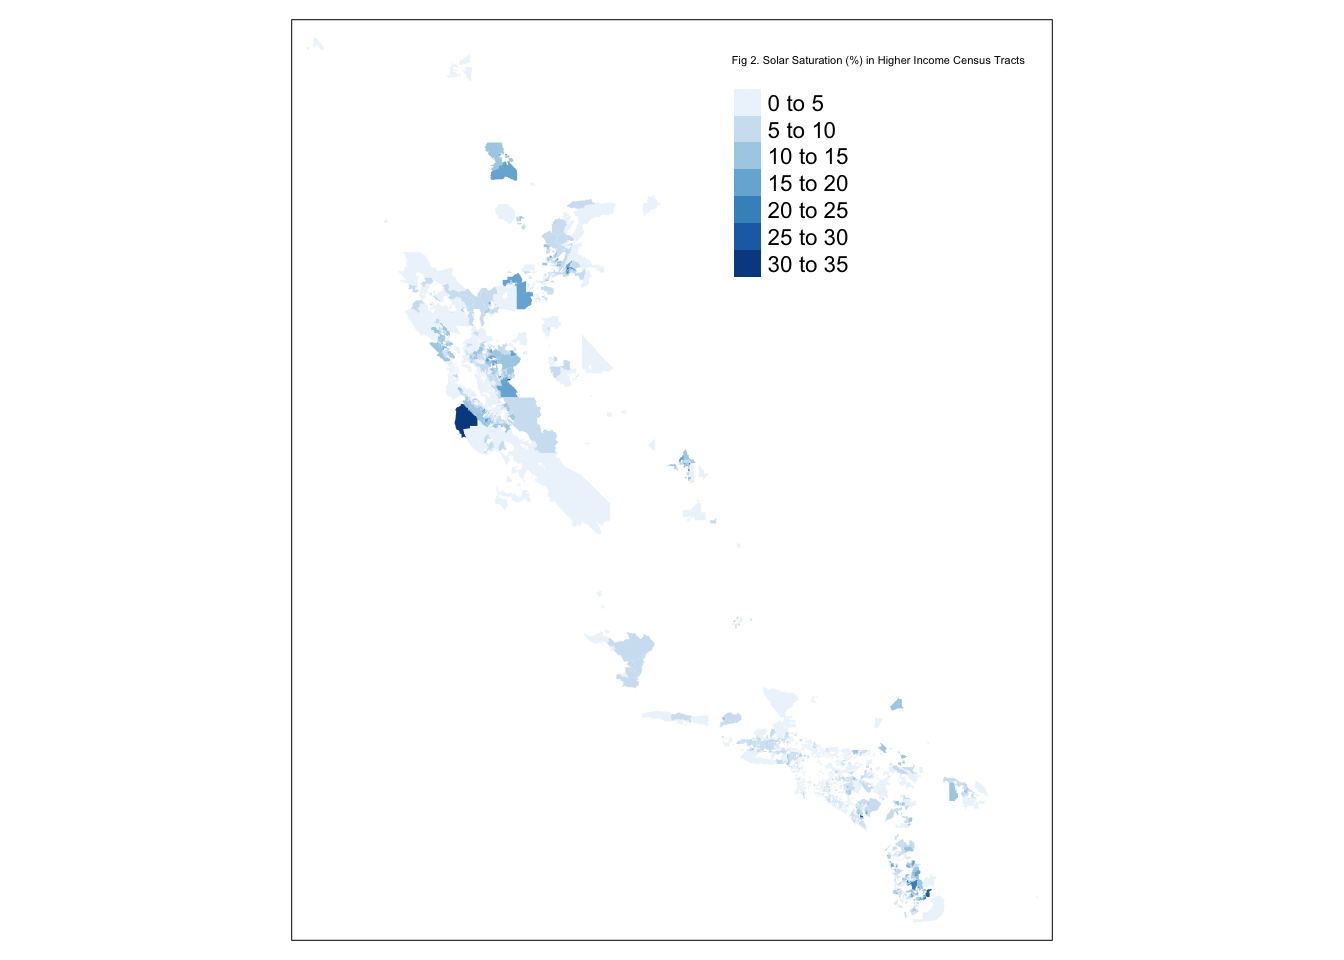 Fig 2. Solar Saturation (%) in Higher Income Census Tracts
0 to 5
5 to 10
10 to 15
15 to 20
20 to 25
25 to 30
30 to 35